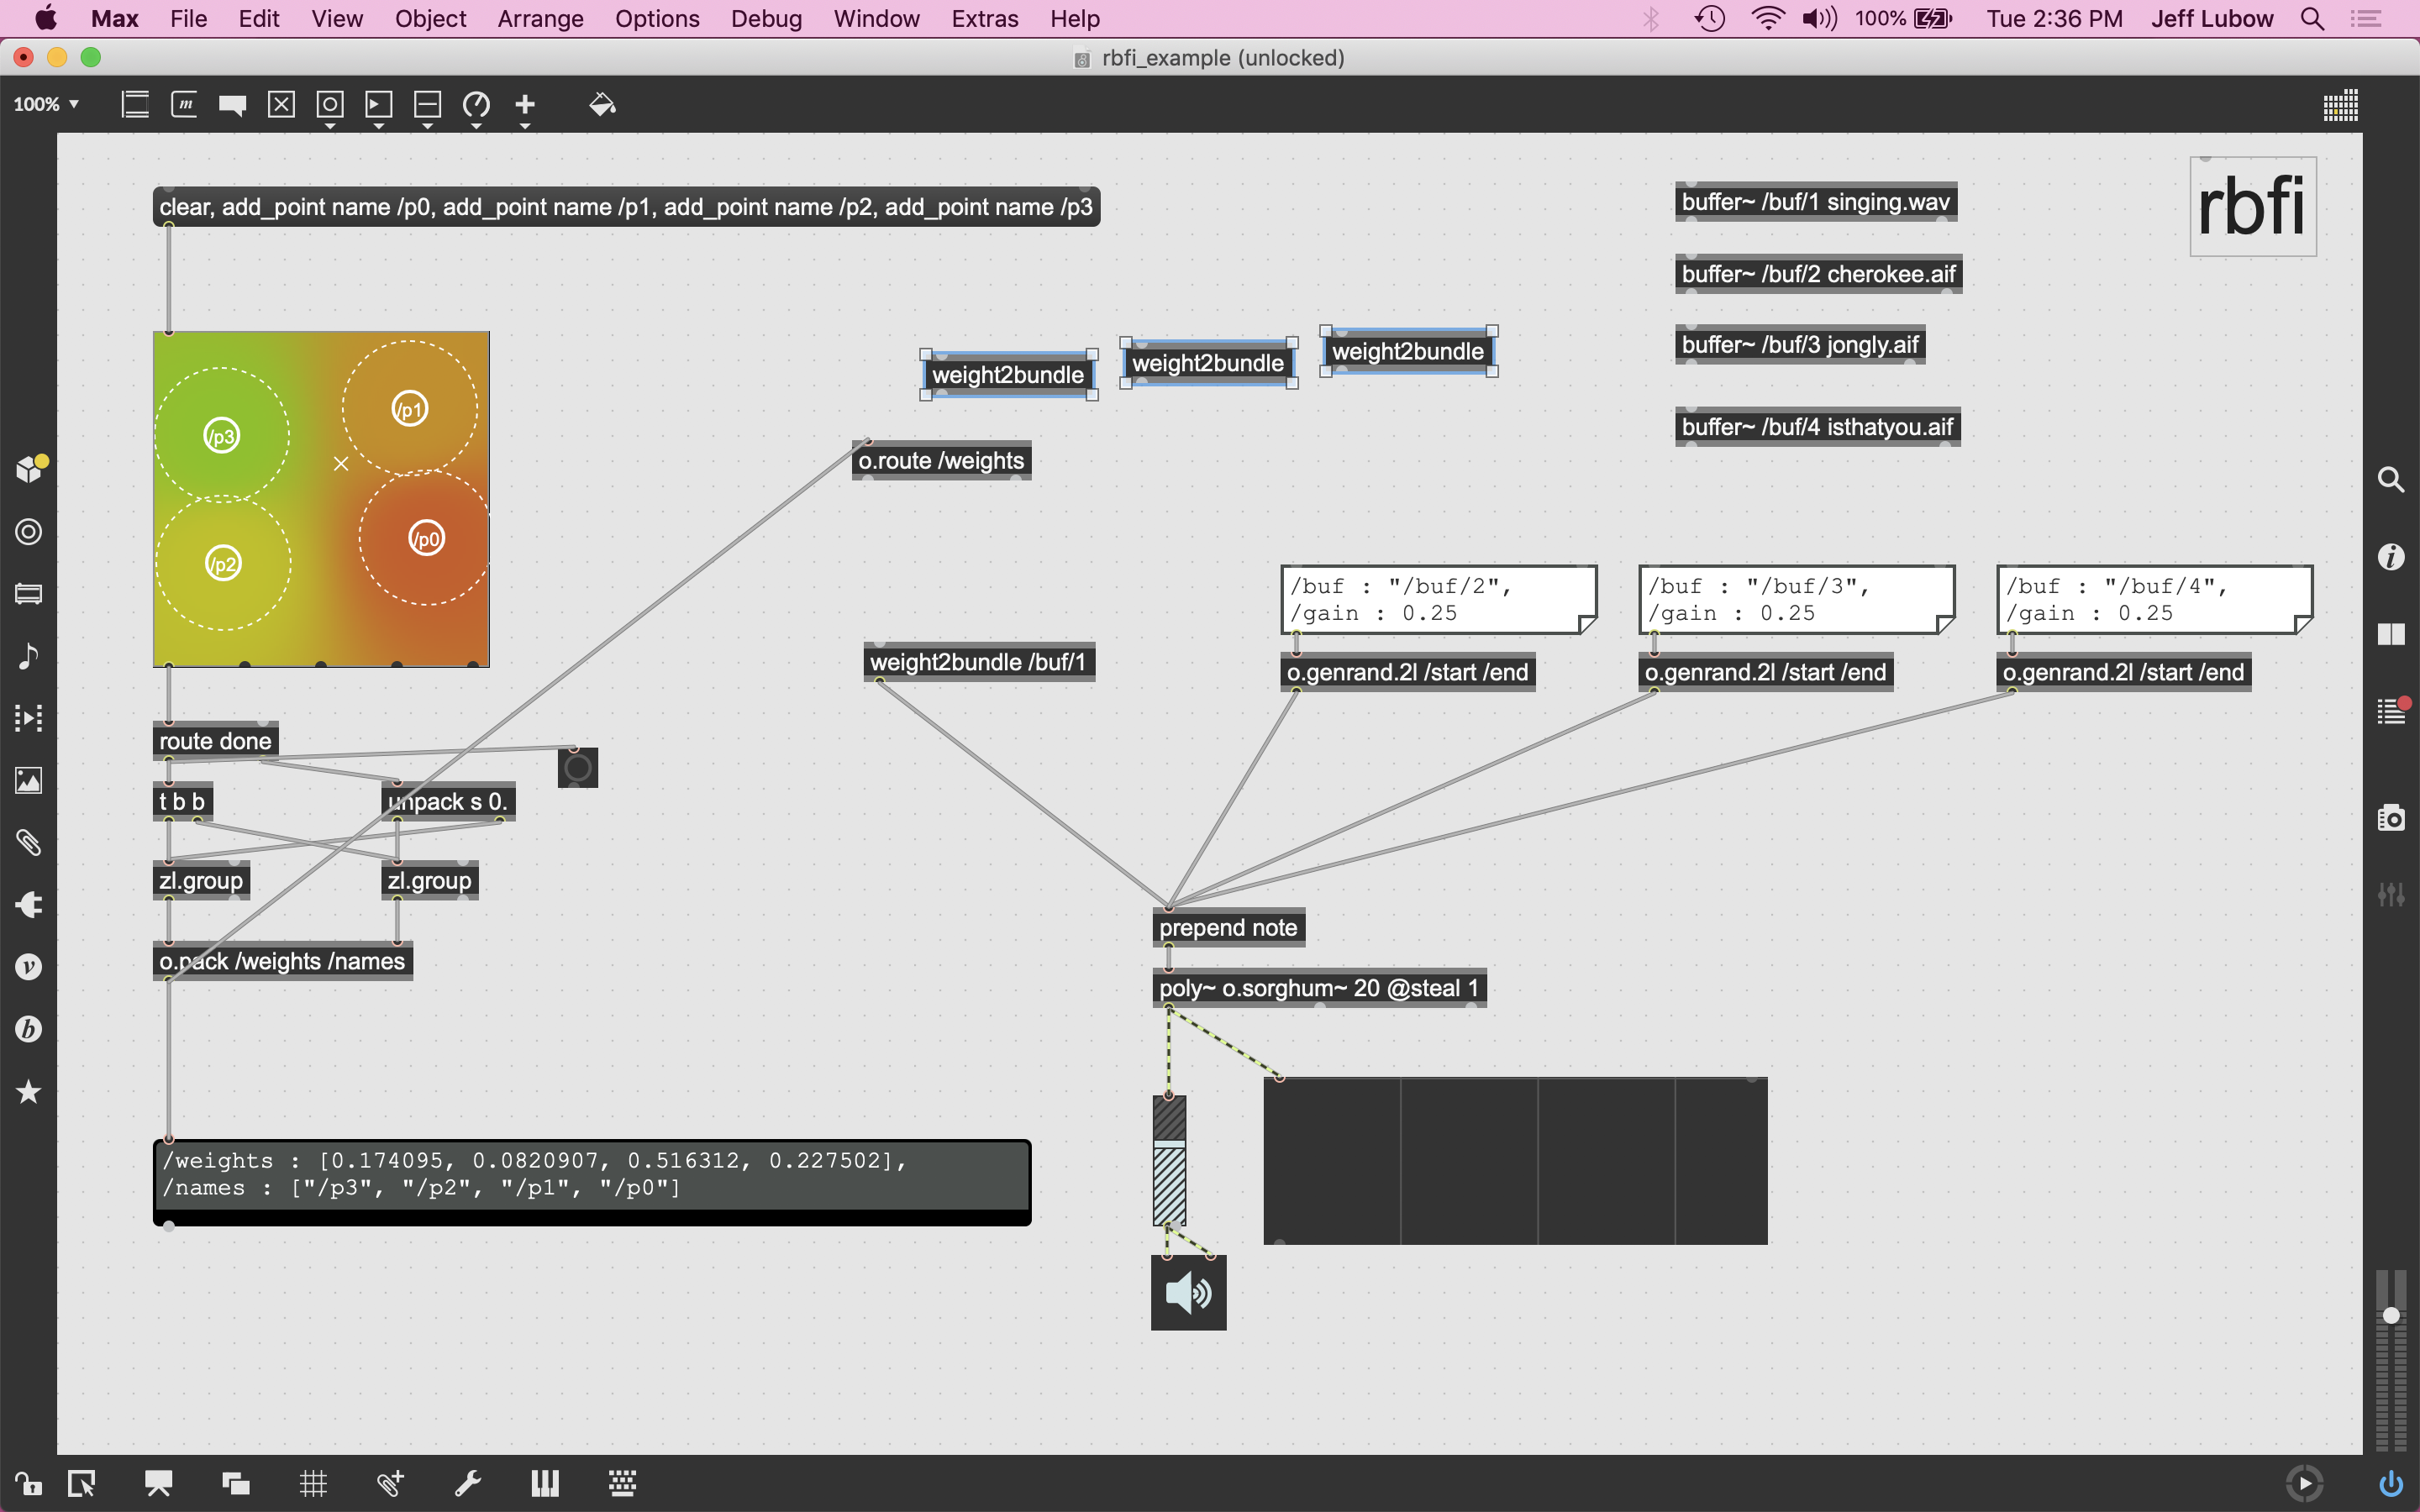 Max File Edit View Object Arrange Options Debug Window Extras Help 100% Tue 2:36 PM Jeff Lubow
rbfi_example (unlocked)
100%
clear, add_point name /p0, add_point name /p1, add_point name /p2, add_point name /p3
buffer~ /buf/1 singing.wav
rbfi
buffer~ /buf/2 cherokee.aif
buffer~ /buf/3 jongly.aif
buffer~ /buf/4 isthatyou.aif
weight2bundle
weight2bundle
weight2bundle
/p1
/p3
/p0
/p2
o.route /weights
/buf : "/buf/2",
/gain : 0.25
/buf : "/buf/3",
/gain : 0.25
/buf : "/buf/4",
/gain : 0.25
weight2bundle /buf/1
o.genrand.2l /start /end
o.genrand.2l /start /end
o.genrand.2l /start /end
route done
t b b
unpack s 0.
zl.group
zl.group
o.pack /weights /names
prepend note
poly~ o.sorghum~ 20 @steal 1
/weights : [0.174095, 0.0820907, 0.516312, 0.227502],
/names : ["/p3", "/p2", "/p1", "/p0"]